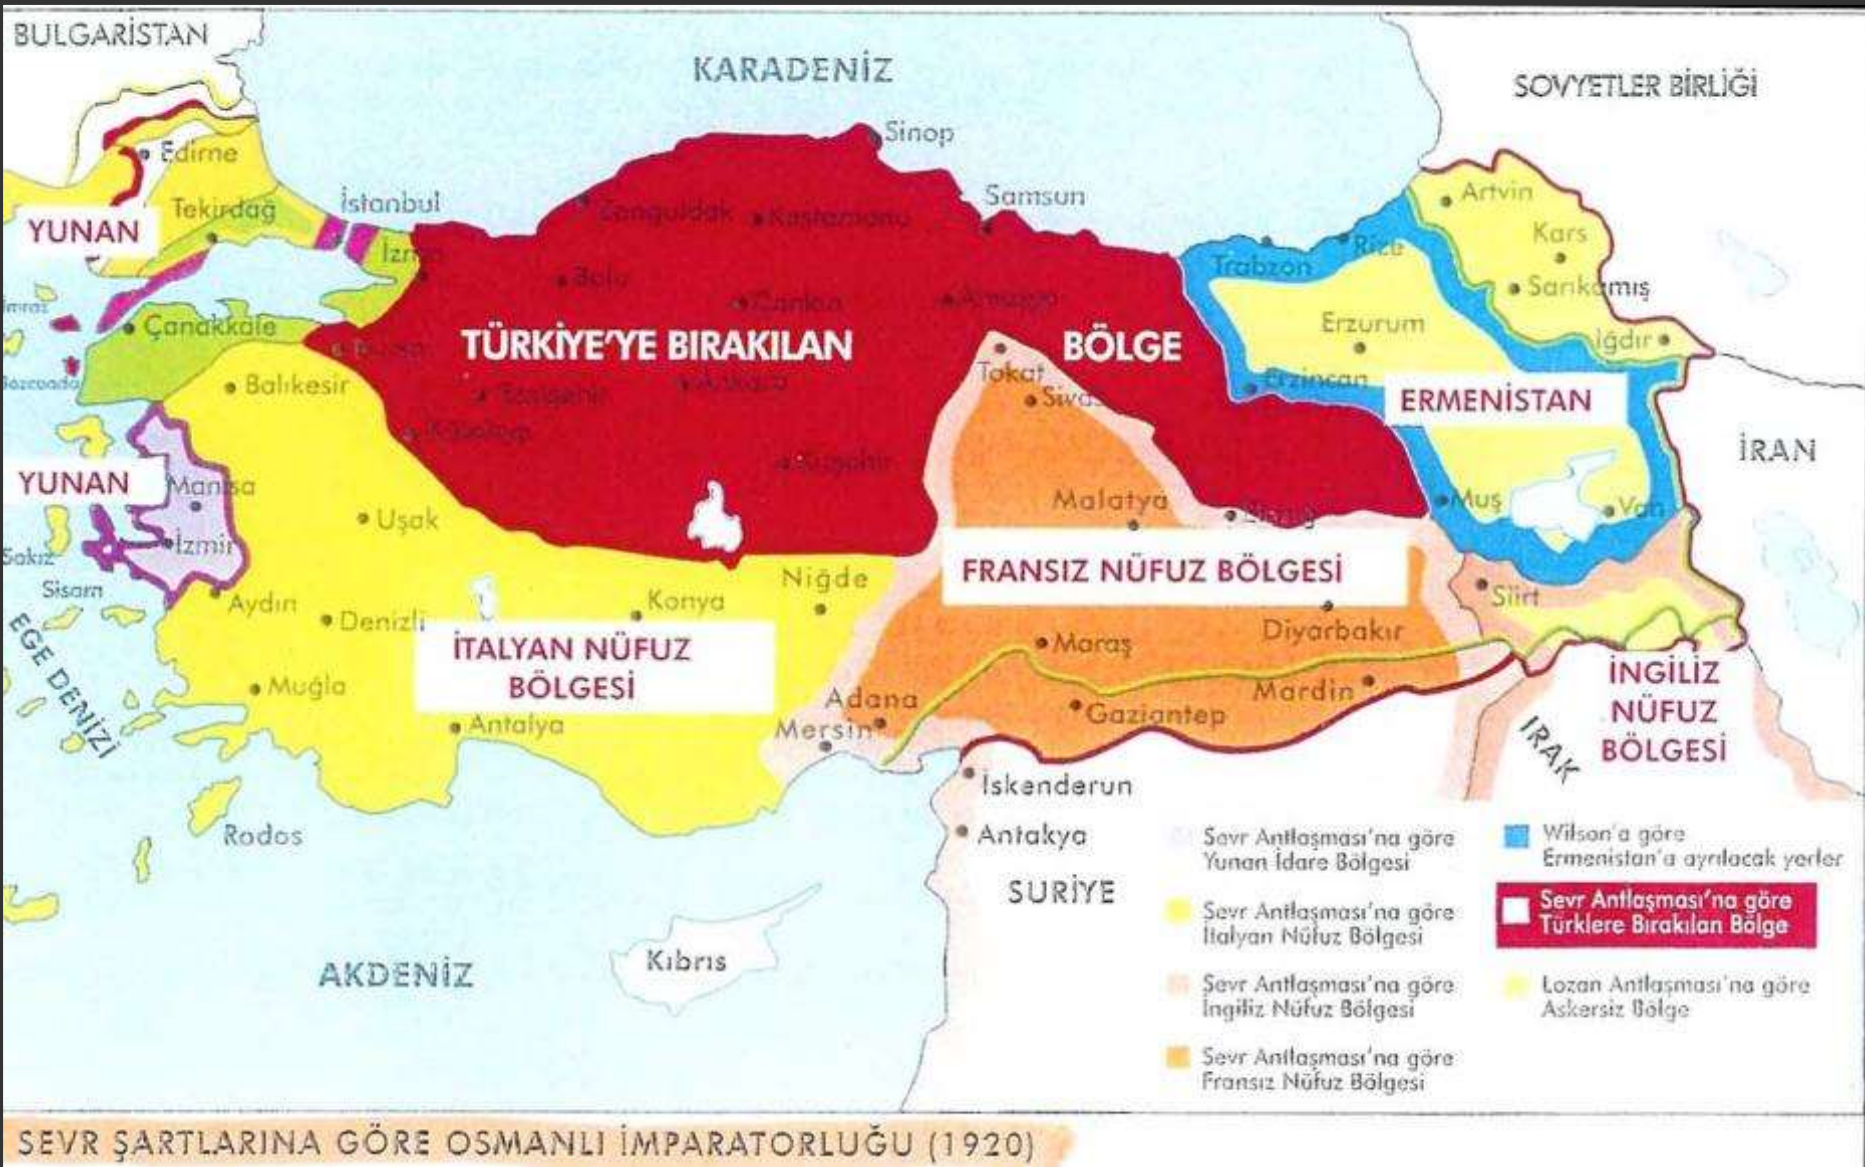 BULGARİSTAN
KARADENİZ
SOVYETLER BİRLİĞİ
Sinop
Edirne
Artvin
Tekirdağ
İstanbul
Samsun
YUNAN
Zonguldak
Kastamonu
Kars
Rize
Trabzon
Bolu
Sarıkamış
Çanakkale
Erzurum
Iğdır
TÜRKİYE'YE BIRAKILAN BÖLGE
Tokat
Balıkesir
Ankara
Sivas
Erzincan
ERMENİSTAN
İRAN
YUNAN
Manisa
Uşak
Malatya
Muş
Van
İzmir
Sakız
Sisam
Niğde
FRANSIZ NÜFUZ BÖLGESİ
Siirt
Aydın
Denizli
Konya
Diyarbakır
Maraş
İTALYAN NÜFUZ
BÖLGESİ
EGE DENİZİ
Muğla
Antalya
Adana
Mersin
Gaziantep
Mardin
İNGİLİZ
NÜFUZ
BÖLGESİ
IRAK
İskenderun
Antakya
Rodos
SURİYE
Kıbrıs
AKDENİZ
Sevr Antlaşması'na göre
Yunan İdare Bölgesi
Sevr Antlaşması'na göre
İtalyan Nüfuz Bölgesi
Sevr Antlaşması'na göre
İngiliz Nüfuz Bölgesi
Sevr Antlaşması'na göre
Fransız Nüfuz Bölgesi
Wilson'a göre
Ermenistan'a ayrılacak yerler
Sevr Antlaşması'na göre
Türklere Bırakılan Bölge
Lozan Antlaşması'na göre
Askersiz Bölge
SEVR ŞARTLARINA GÖRE OSMANLI İMPARATORLUĞU (1920)